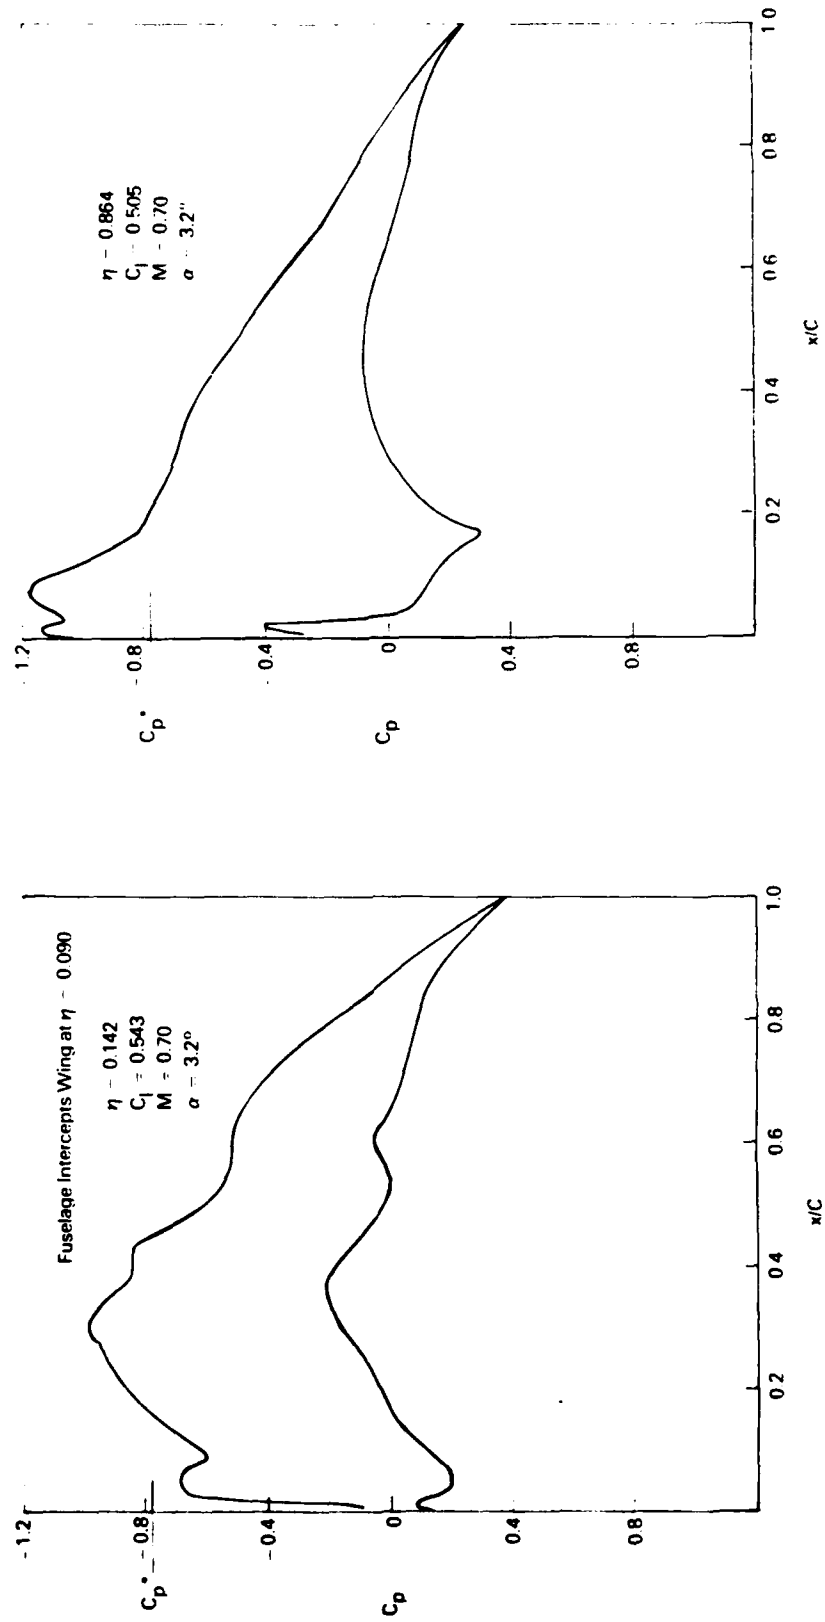 Fuselage Intercepts Wing at η – 0.090
η – 0.142
C_l = 0.543
M = 0.70
α = 3.2°
- 1.2
C_p*
- 0.8
- 0.4
C_p
0
0.4
0.8
0.2
0.4
0.6
0.8
1.0
x/C
η – 0.864
C_l 0.505
M – 0.70
α 3.2°
- 1.2
C_p*
- 0.8
- 0.4
C_p
0
0.4
0.8
0.2
0.4
0.6
0.8
1.0
x/C